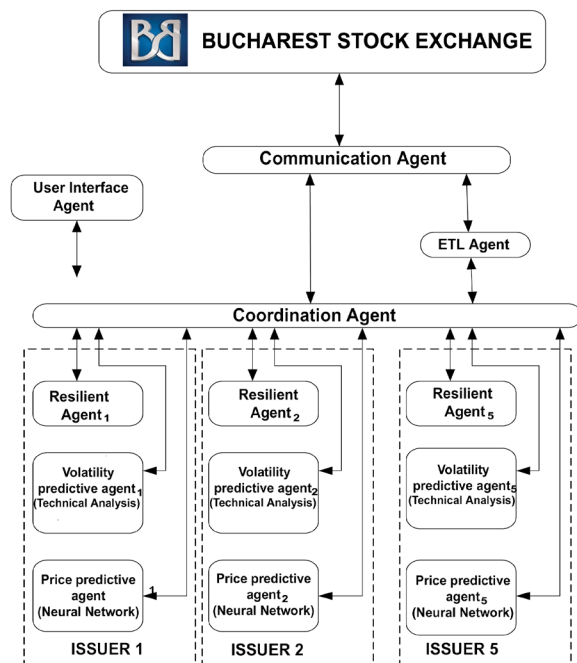 BUCHAREST STOCK EXCHANGE
Communication Agent
User Interface
Agent
ETL Agent
Coordination Agent
Resilient
Agent1
Volatility
predictive agent1
(Technical Analysis)
Price predictive
agent 1
(Neural Network)
ISSUER 1
Resilient
Agent2
Volatility
predictive agent2
(Technical Analysis)
Price predictive
agent2
(Neural Network)
ISSUER 2
Resilient
Agent5
Volatility
predictive agent5
(Technical Analysis)
Price predictive
agent5
(Neural Network)
ISSUER 5